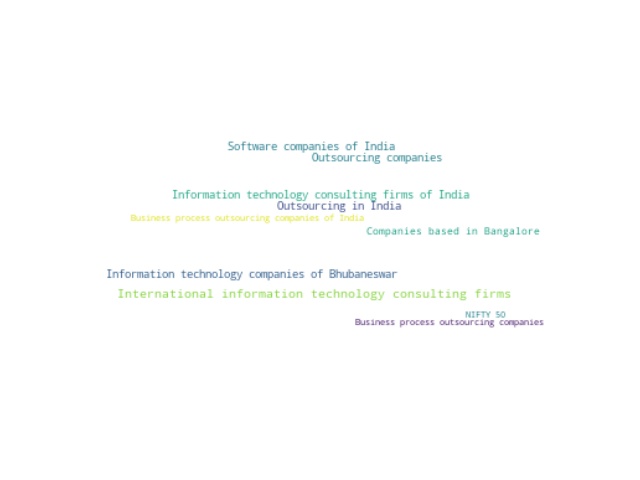 Software companies of India
Outsourcing companies
Information technology consulting firms of India
Outsourcing in India
Business process outsourcing companies of India
Companies based in Bangalore
Information technology companies of Bhubaneswar
International information technology consulting firms
NIFTY 50
Business process outsourcing companies